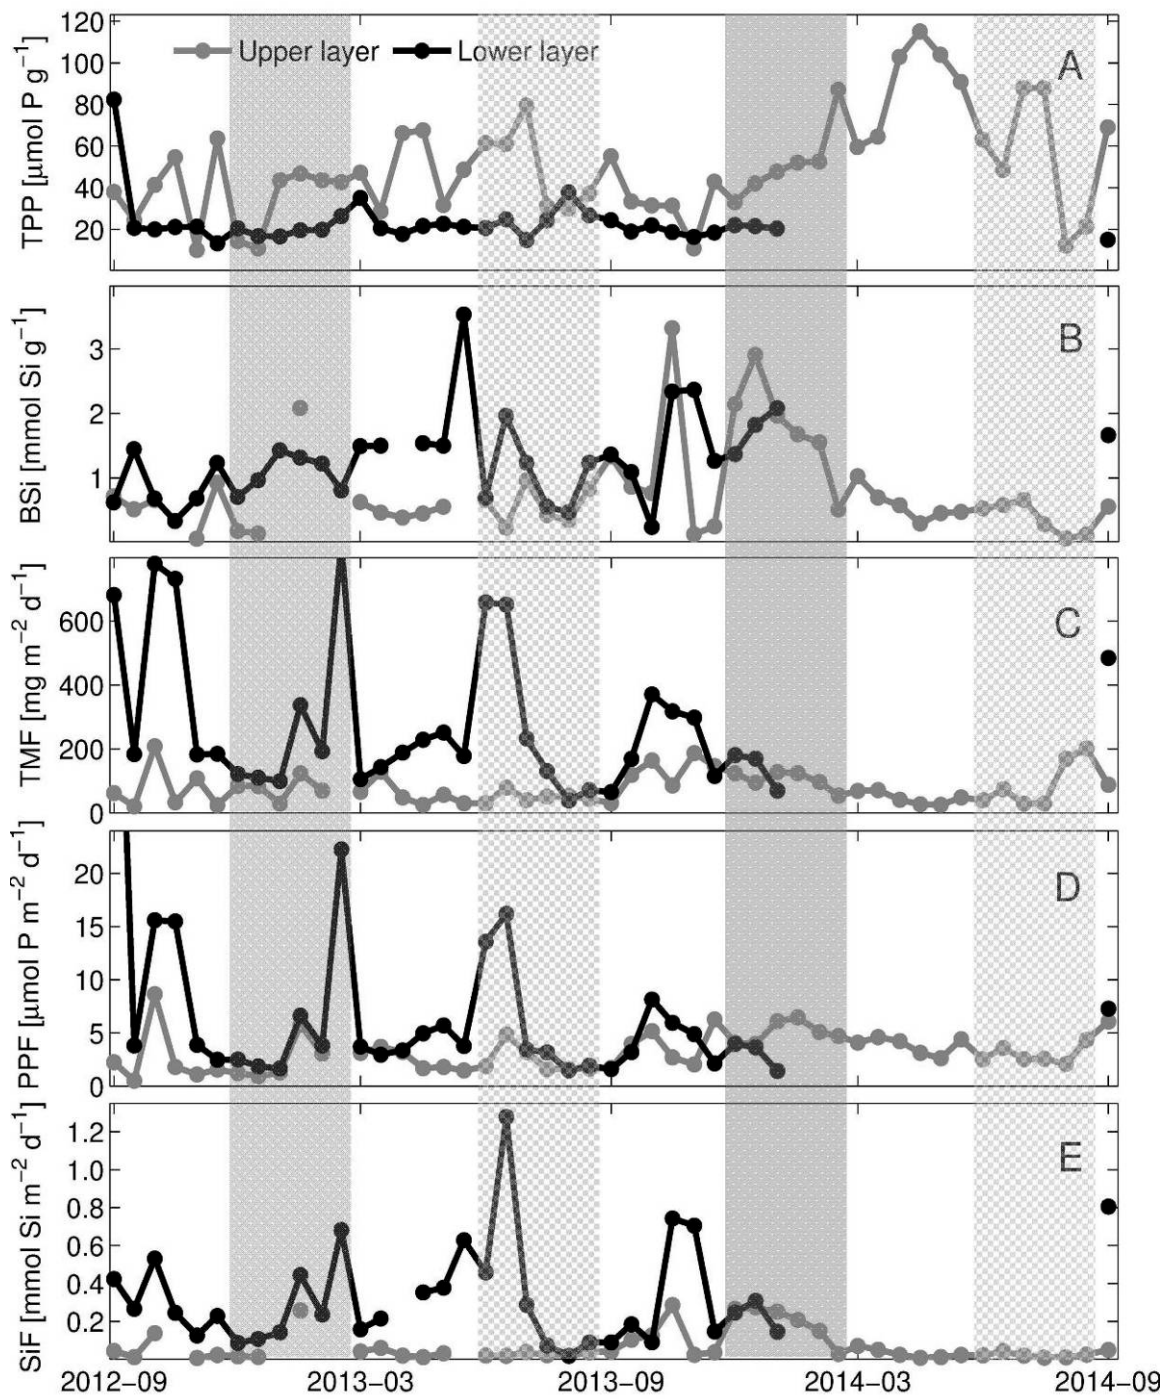 TPP [μmol P g⁻¹]
120
100
80
60
40
20
Upper layer
Lower layer
A
BSi [mmol Si g⁻¹]
3
2
1
B
TMF [mg m⁻² d⁻¹]
600
400
200
0
C
PPF [μmol P m⁻² d⁻¹]
20
15
10
5
0
D
SiF [mmol Si m⁻² d⁻¹]
1.2
1.0
0.8
0.6
0.4
0.2
E
2012–09
2013–03
2013–09
2014–03
2014–09